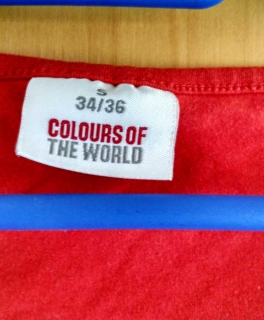 S
34/36
COLOURS OF
THE WORLD